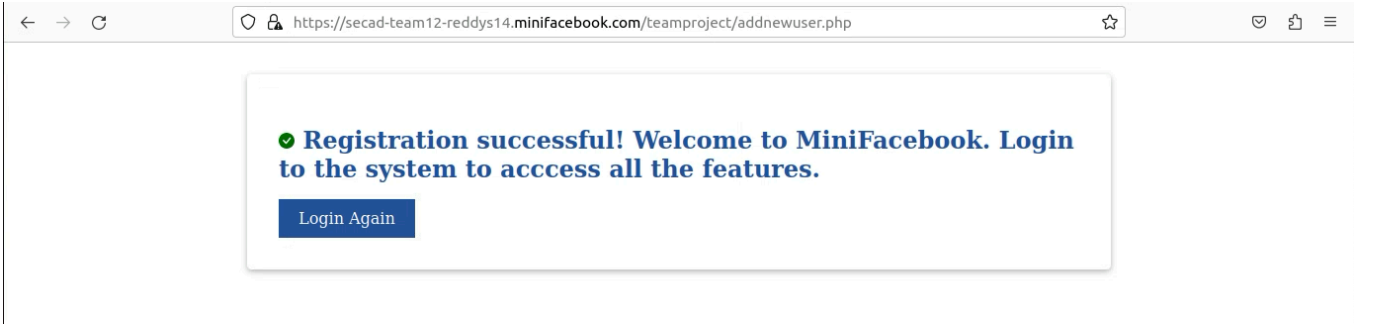 https://secad-team12-reddys14.minifacebook.com/teamproject/addnewuser.php
Registration successful! Welcome to MiniFacebook. Login
to the system to acccess all the features.
Login Again